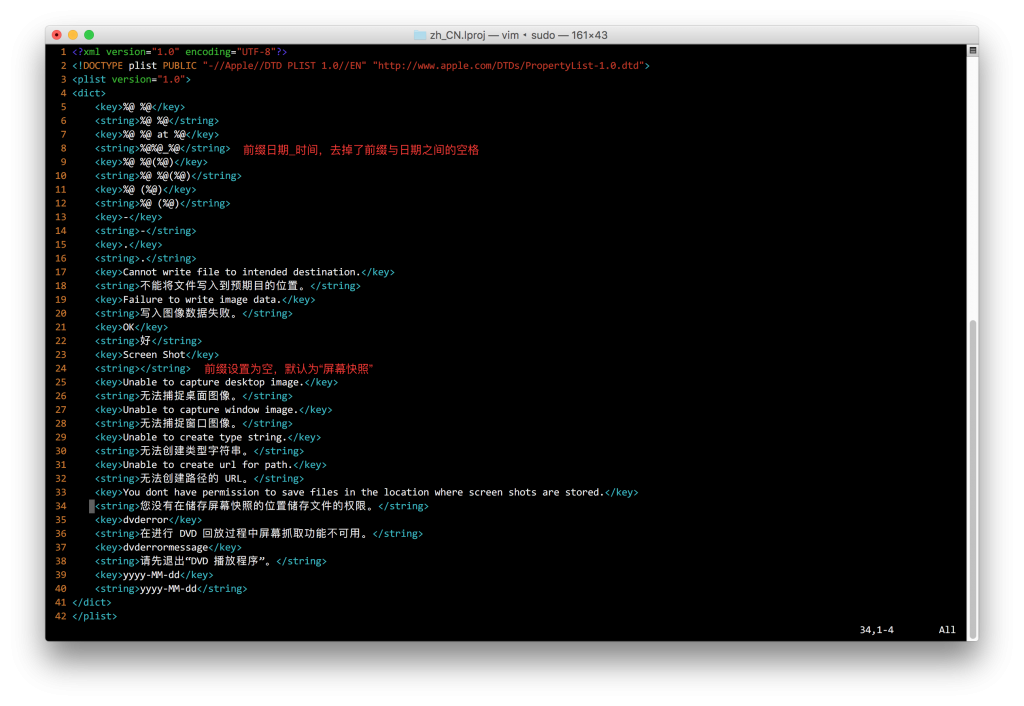 zh_CN.lproj — vim • sudo — 161×43
1 <?xml version="1.0" encoding="UTF-8"?>
2 <!DOCTYPE plist PUBLIC "-//Apple//DTD PLIST 1.0//EN" "http://www.apple.com/DTDs/PropertyList-1.0.dtd">
3 <plist version="1.0">
4 <dict>
5 <key>%@ %@</key>
6 <string>%@ %@</string>
7 <key>%@ %@ at %@</key>
8 <string>%@%@_%@</string> 前缀日期_时间，去掉了前缀与日期之间的空格
9 <key>%@ %@(%@)</key>
10 <string>%@ %@(%@)</string>
11 <key>%@ (%@)</key>
12 <string>%@ (%@)</string>
13 <key>-</key>
14 <string>-</string>
15 <key>.</key>
16 <string>.</string>
17 <key>Cannot write file to intended destination.</key>
18 <string>不能将文件写入到预期目的位置。</string>
19 <key>Failure to write image data.</key>
20 <string>写入图像数据失败。</string>
21 <key>OK</key>
22 <string>好</string>
23 <key>Screen Shot</key>
24 <string></string> 前缀设置为空，默认为"屏幕快照"
25 <key>Unable to capture desktop image.</key>
26 <string>无法捕捉桌面图像。</string>
27 <key>Unable to capture window image.</key>
28 <string>无法捕捉窗口图像。</string>
29 <key>Unable to create type string.</key>
30 <string>无法创建类型字符串。</string>
31 <key>Unable to create url for path.</key>
32 <string>无法创建路径的 URL。</string>
33 <key>You dont have permission to save files in the location where screen shots are stored.</key>
34 <string>您没有在储存屏幕快照的位置储存文件的权限。</string>
35 <key>dvderror</key>
36 <string>在进行 DVD 回放过程中屏幕抓取功能不可用。</string>
37 <key>dvderrormessage</key>
38 <string>请先退出“DVD 播放程序”。</string>
39 <key>yyyy-MM-dd</key>
40 <string>yyyy-MM-dd</string>
41 </dict>
42 </plist>
34,1-4 All